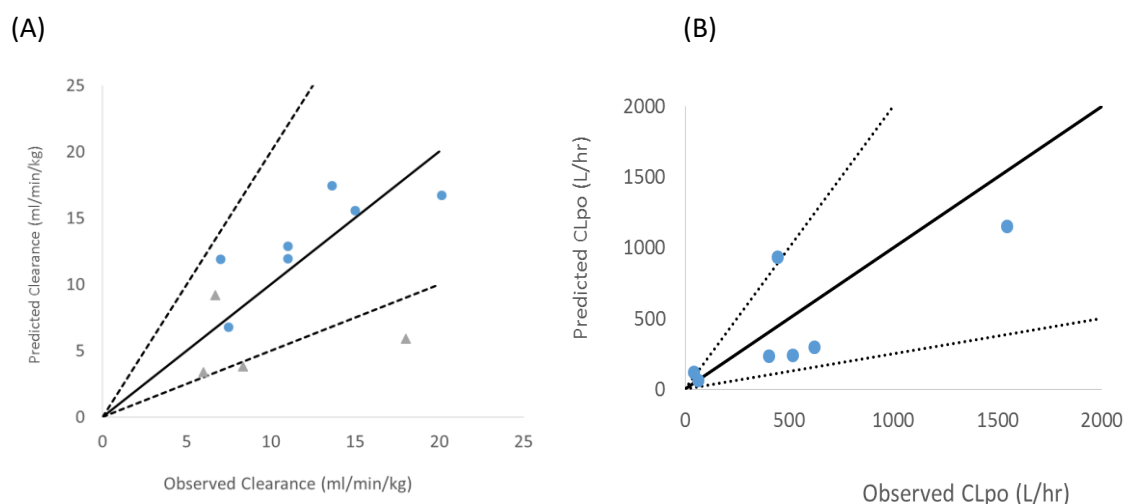 (A)
(B)
25
20
15
10
5
0
0 5 10 15 20 25
Predicted Clearance (ml/min/kg)
Observed Clearance (ml/min/kg)
2000
1500
1000
500
0
0 500 1000 1500 2000
Predicted CLpo (L/hr)
Observed CLpo (L/hr)